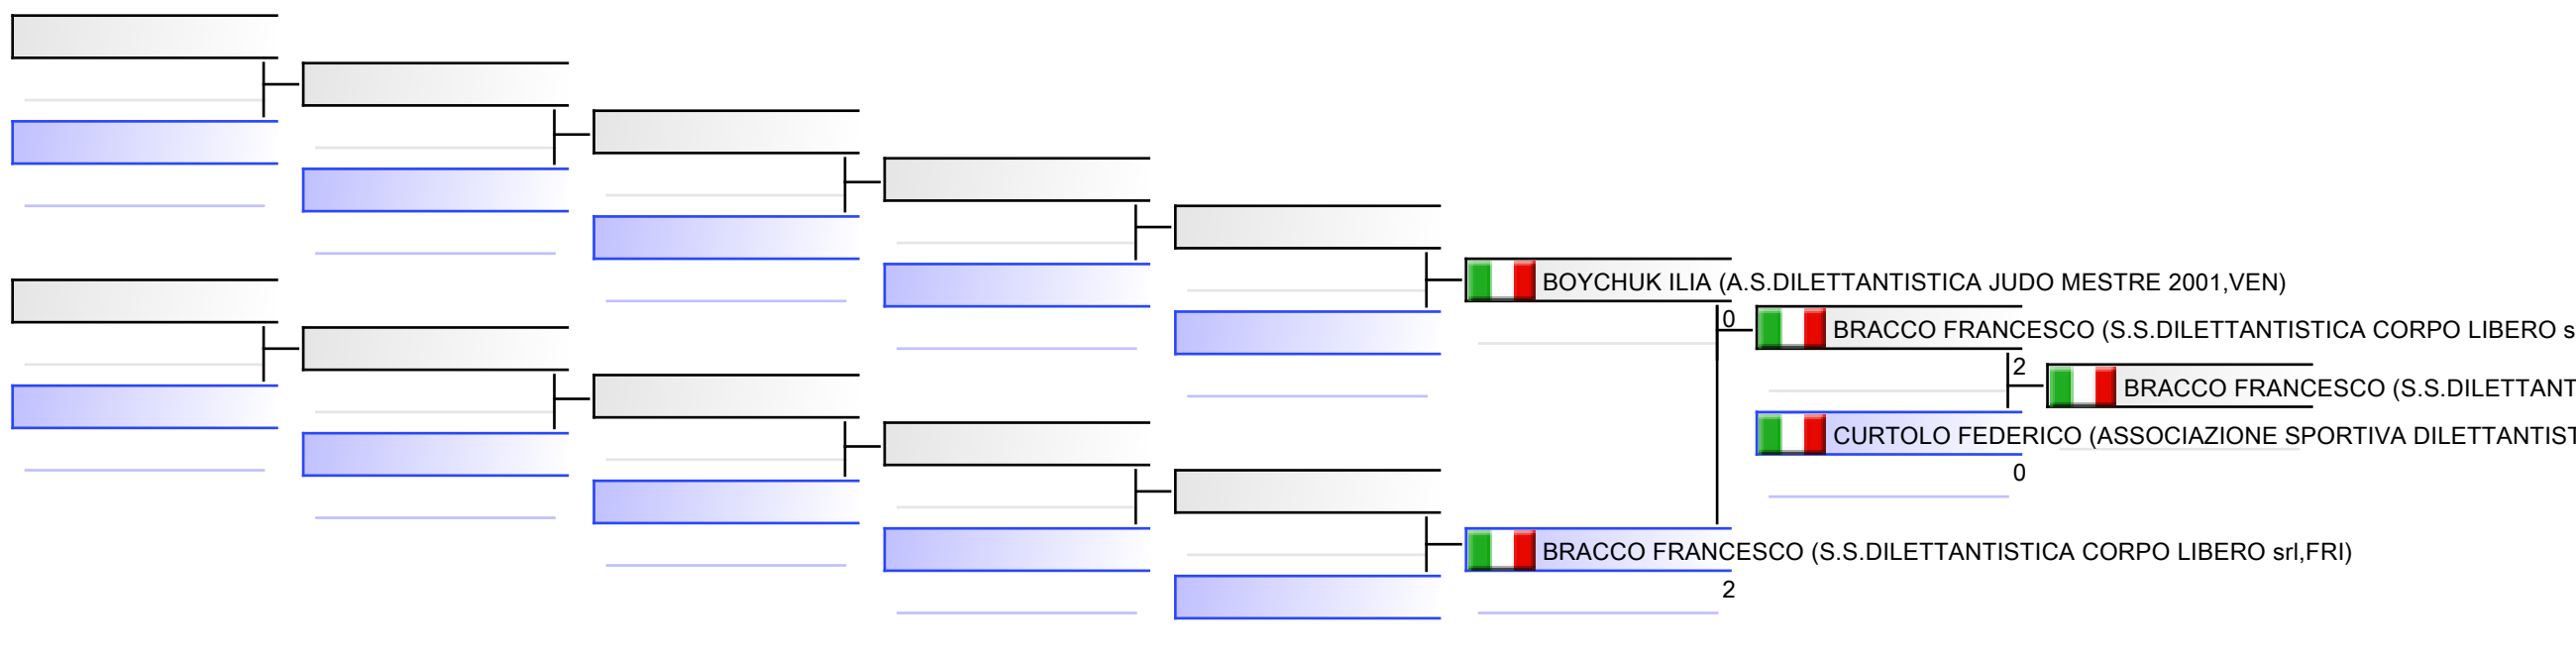 BOYCHUK ILIA (A.S.DILETTANTISTICA JUDO MESTRE 2001,VEN)
0
BRACCO FRANCESCO (S.S.DILETTANTISTICA CORPO LIBERO s
2
BRACCO FRANCESCO (S.S.DILETTANT
CURTOLO FEDERICO (ASSOCIAZIONE SPORTIVA DILETTANTIST
0
BRACCO FRANCESCO (S.S.DILETTANTISTICA CORPO LIBERO srl,FRI)
2